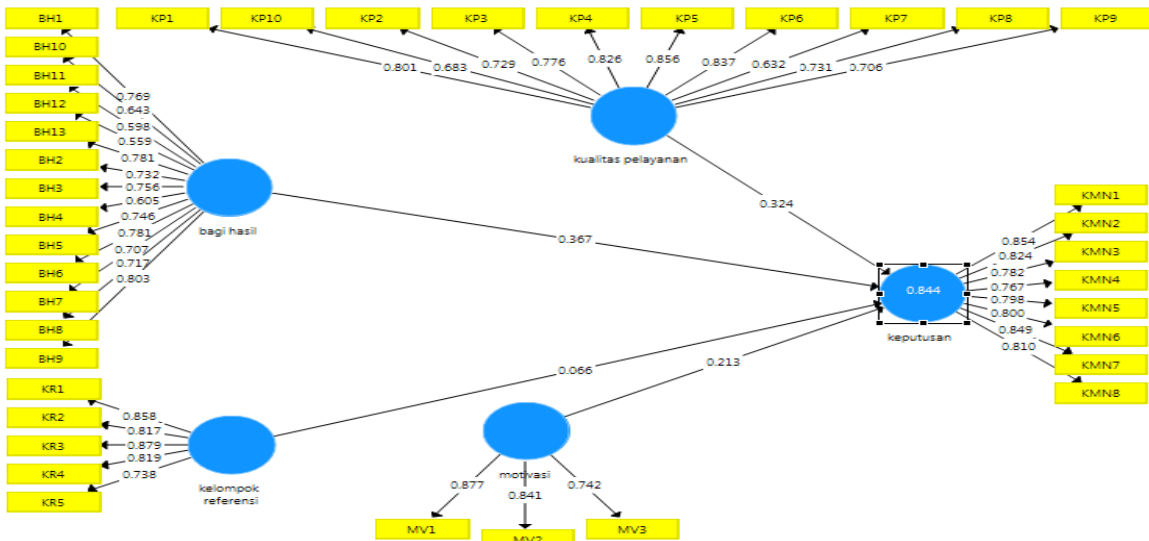 BH1
KP1
KP10
KP2
KP3
KP4
KP5
KP6
KP7
KP8
KP9
BH10
BH11
BH12
BH13
BH2
BH3
BH4
BH5
BH6
BH7
BH8
BH9
0.801
0.683
0.729
0.776
0.826
0.856
0.837
0.632
0.731
0.706
0.769
0.643
0.598
0.559
0.781
0.732
0.756
0.605
0.746
0.781
0.707
0.717
0.803
bagi hasil
kualitas pelayanan
0.324
0.367
KMN1
KMN2
KMN3
KMN4
KMN5
KMN6
KMN7
KMN8
0.854
0.824
0.782
0.767
0.798
0.800
0.849
0.810
0.844
keputusan
0.066
0.213
KR1
KR2
KR3
KR4
KR5
0.858
0.817
0.879
0.819
0.738
kelompok
referensi
motivasi
0.877
0.841
0.742
MV1
MV2
MV3